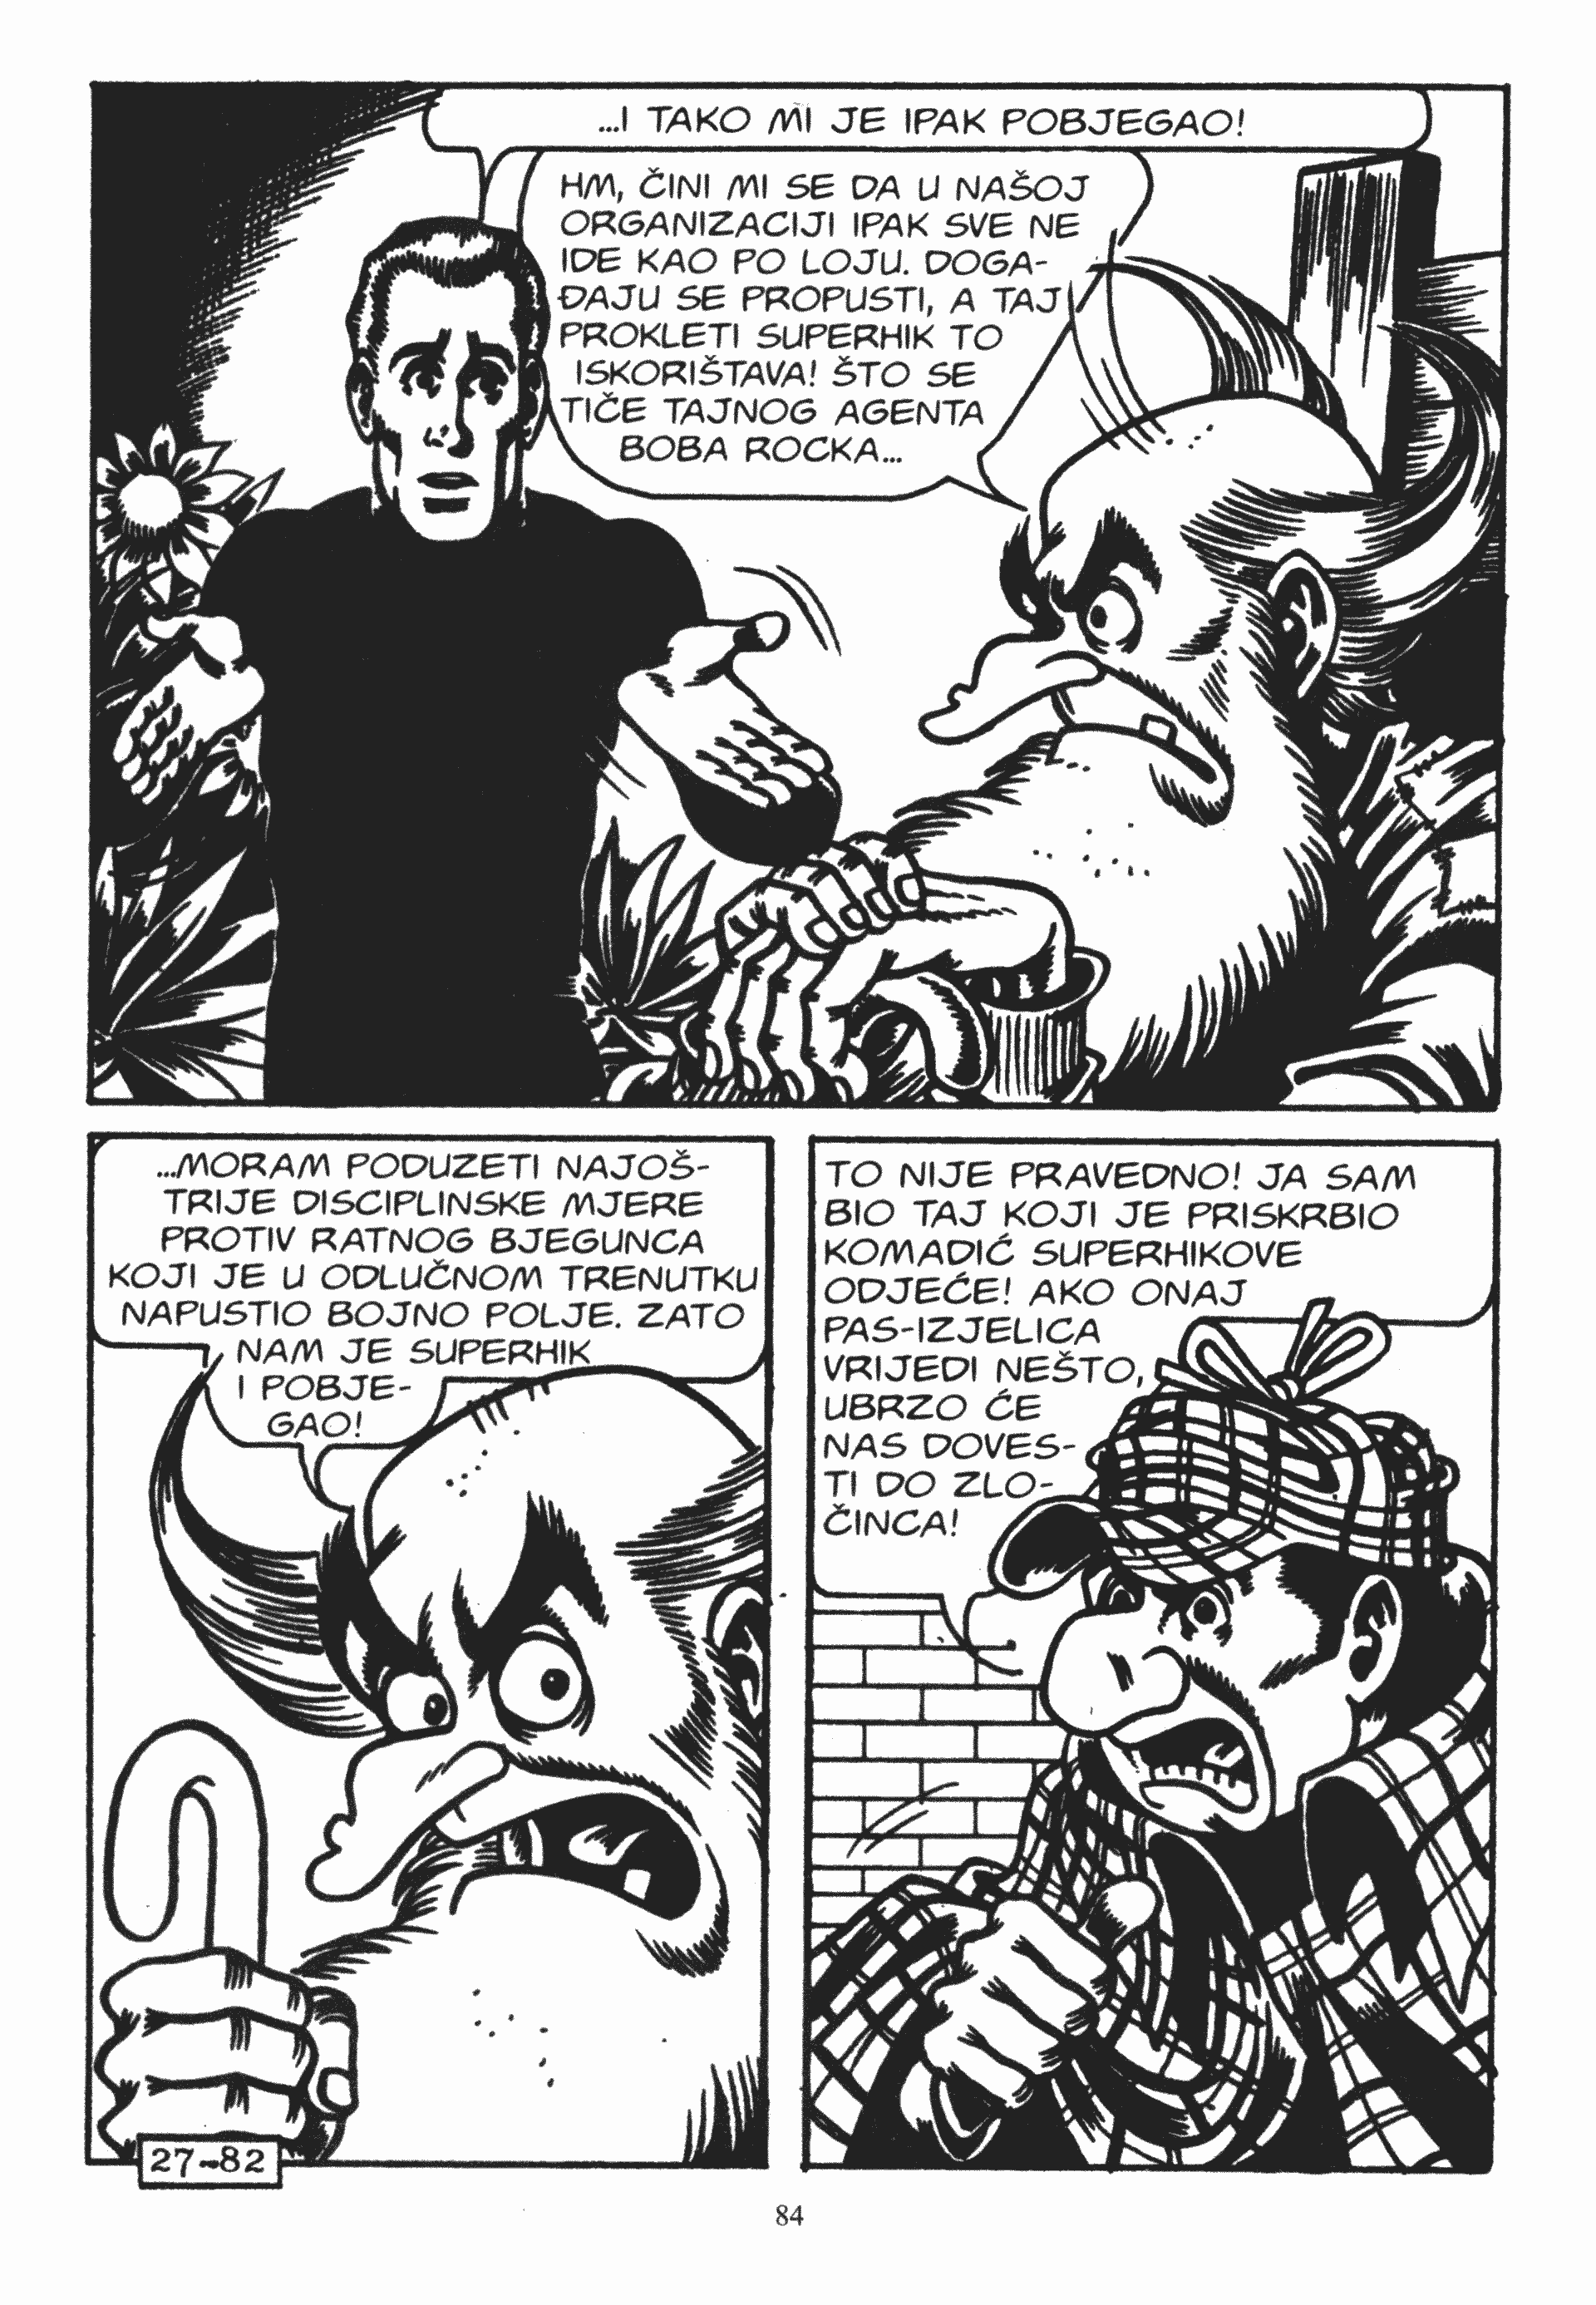 ...I TAKO MI JE IPAK POBJEGAO!
HM, ČINI MI SE DA U NAŠOJ
ORGANIZACIJI IPAK SVE NE
IDE KAO PO LOJU. DOGA-
ĐAJU SE PROPUSTI, A TAJ
PROKLETI SUPERHIK TO
ISKORIŠTAVA! ŠTO SE
TIČE TAJNOG AGENTA
BOBA ROCKA...
...MORAM PODUZETI NAJOŠ-
TRIJE DISCIPLINSKE MJERE
PROTIV RATNOG BJEGUNCA
KOJI JE U ODLUČNOM TRENUTKU
NAPUSTIO BOJNO POLJE. ZATO
NAM JE SUPERHIK
I POBJE-
GAO!
TO NIJE PRAVEDNO! JA SAM
BIO TAJ KOJI JE PRISKRBIO
KOMADIĆ SUPERHIKOVE
ODJEĆE! AKO ONAJ
PAS-IZJELICA
VRIJEDI NEŠTO,
UBRZO ĆE
NAS DOVES-
TI DO ZLO-
ČINCA!
27-82
84